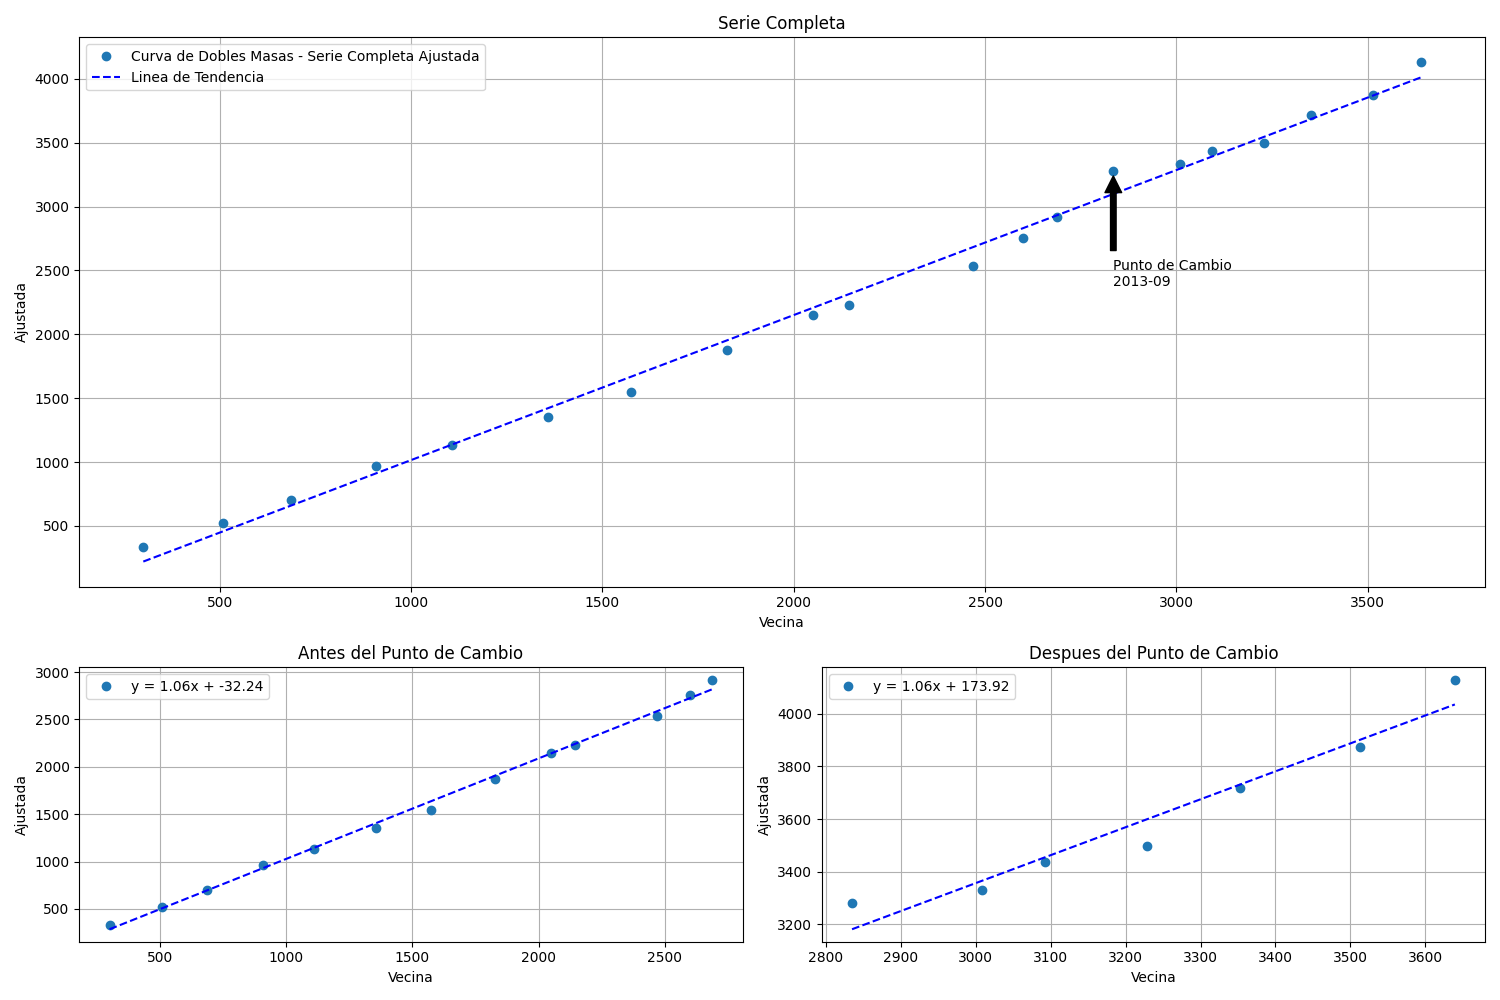 Serie Completa
Curva de Dobles Masas - Serie Completa Ajustada
Linea de Tendencia
4000
3500
3000
2500
2000
1500
1000
500
Ajustada
Punto de Cambio
2013-09
500
1000
1500
2000
2500
3000
3500
Vecina
Antes del Punto de Cambio
y = 1.06x + -32.24
3000
2500
2000
1500
1000
500
Ajustada
500
1000
1500
2000
2500
Vecina
Despues del Punto de Cambio
y = 1.06x + 173.92
4000
3800
3600
3400
3200
Ajustada
2800
2900
3000
3100
3200
3300
3400
3500
3600
Vecina